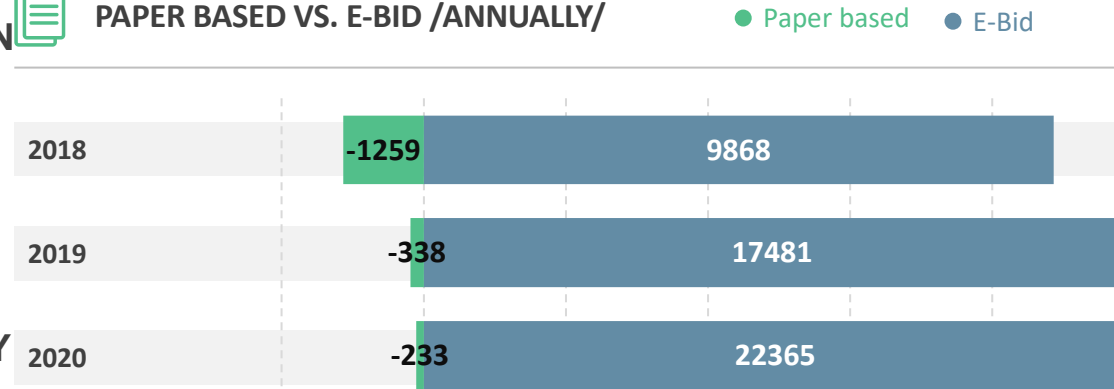 N
PAPER BASED VS. E-BID /ANNUALLY/
Paper based
E-Bid
2018 -1259 9868
2019 -338 17481
Y
2020 -233 22365